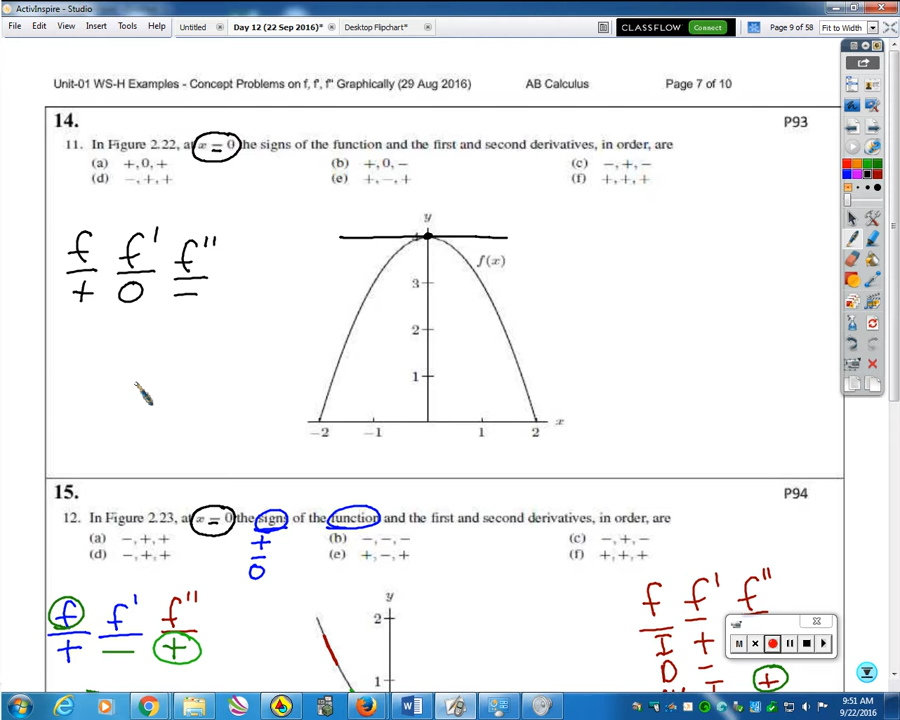 ActivInspire - Studio
File Edit View Insert Tools Help
Untitled Day 12 (22 Sep 2016)* Desktop Flipchart* CLASSFLOW Connect Page 9 of 58 Fit to Width
Unit-01 WS-H Examples - Concept Problems on f, f', f" Graphically (29 Aug 2016) AB Calculus Page 7 of 10
14. P93
11. In Figure 2.22, at x = 0 the signs of the function and the first and second derivatives, in order, are
(a) +, 0, + (b) +, 0, − (c) −, +, −
(d) −, +, + (e) +, −, + (f) +, +, +
f f' f''
+ 0 −
y
4
f(x)
3
2
1
−2 −1 1 2 x
15. P94
12. In Figure 2.23, at x = 0 the signs of the function and the first and second derivatives, in order, are
(a) −, +, + (b) −, −, − (c) −, +, −
(d) −, +, + (e) +, −, + (f) +, +, +
+
−
0
f f' f''
+ − +
y
2
1
f f' f''
I +
D −
+
M
9:51 AM
9/22/2016